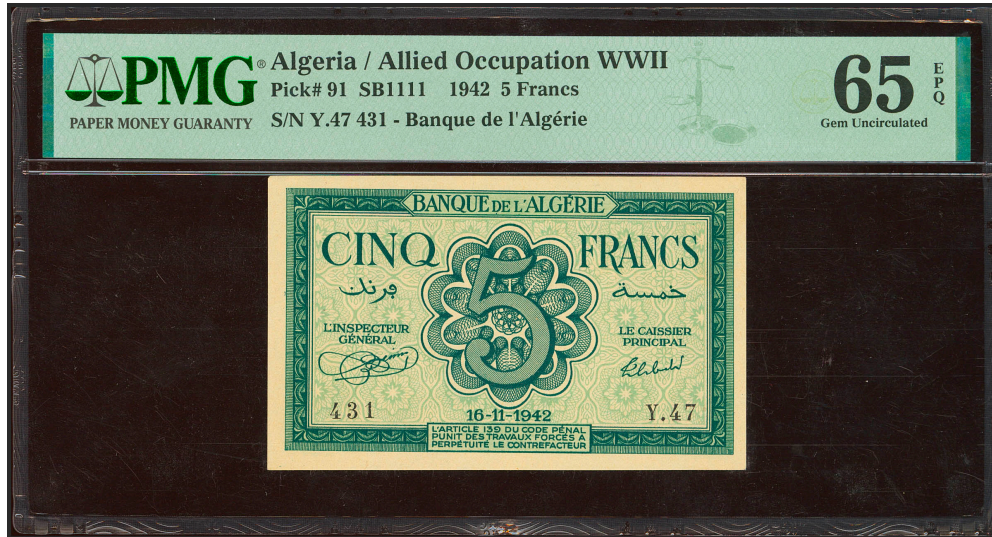 PMG®
PAPER MONEY GUARANTY
Algeria / Allied Occupation WWII
Pick# 91 SB1111 1942 5 Francs
S/N Y.47 431 - Banque de l'Algérie
65 EPQ
Gem Uncirculated
BANQUE DE L'ALGÉRIE
CINQ 5 FRANCS
فرنك خمسة
L'INSPECTEUR GÉNÉRAL
LE CAISSIER PRINCIPAL
431 Y.47
16-11-1942
L'ARTICLE 139 DU CODE PÉNAL
PUNIT DES TRAVAUX FORCÉS A
PERPÉTUITÉ LE CONTREFACTEUR